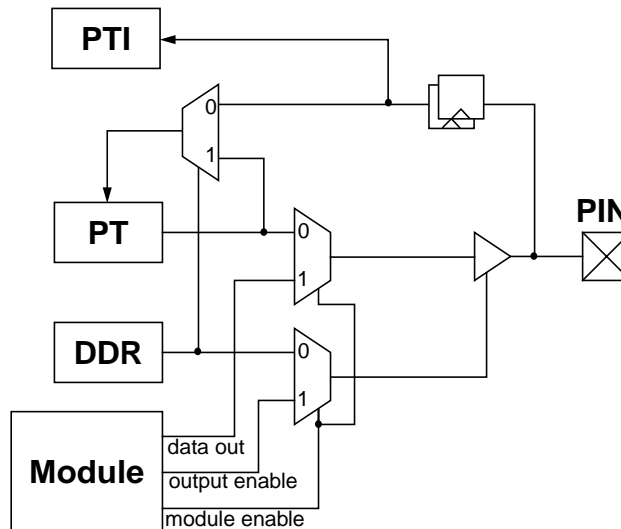 PTI
0
1
PT
PIN
0
1
DDR
0
1
Module
data out
output enable
module enable